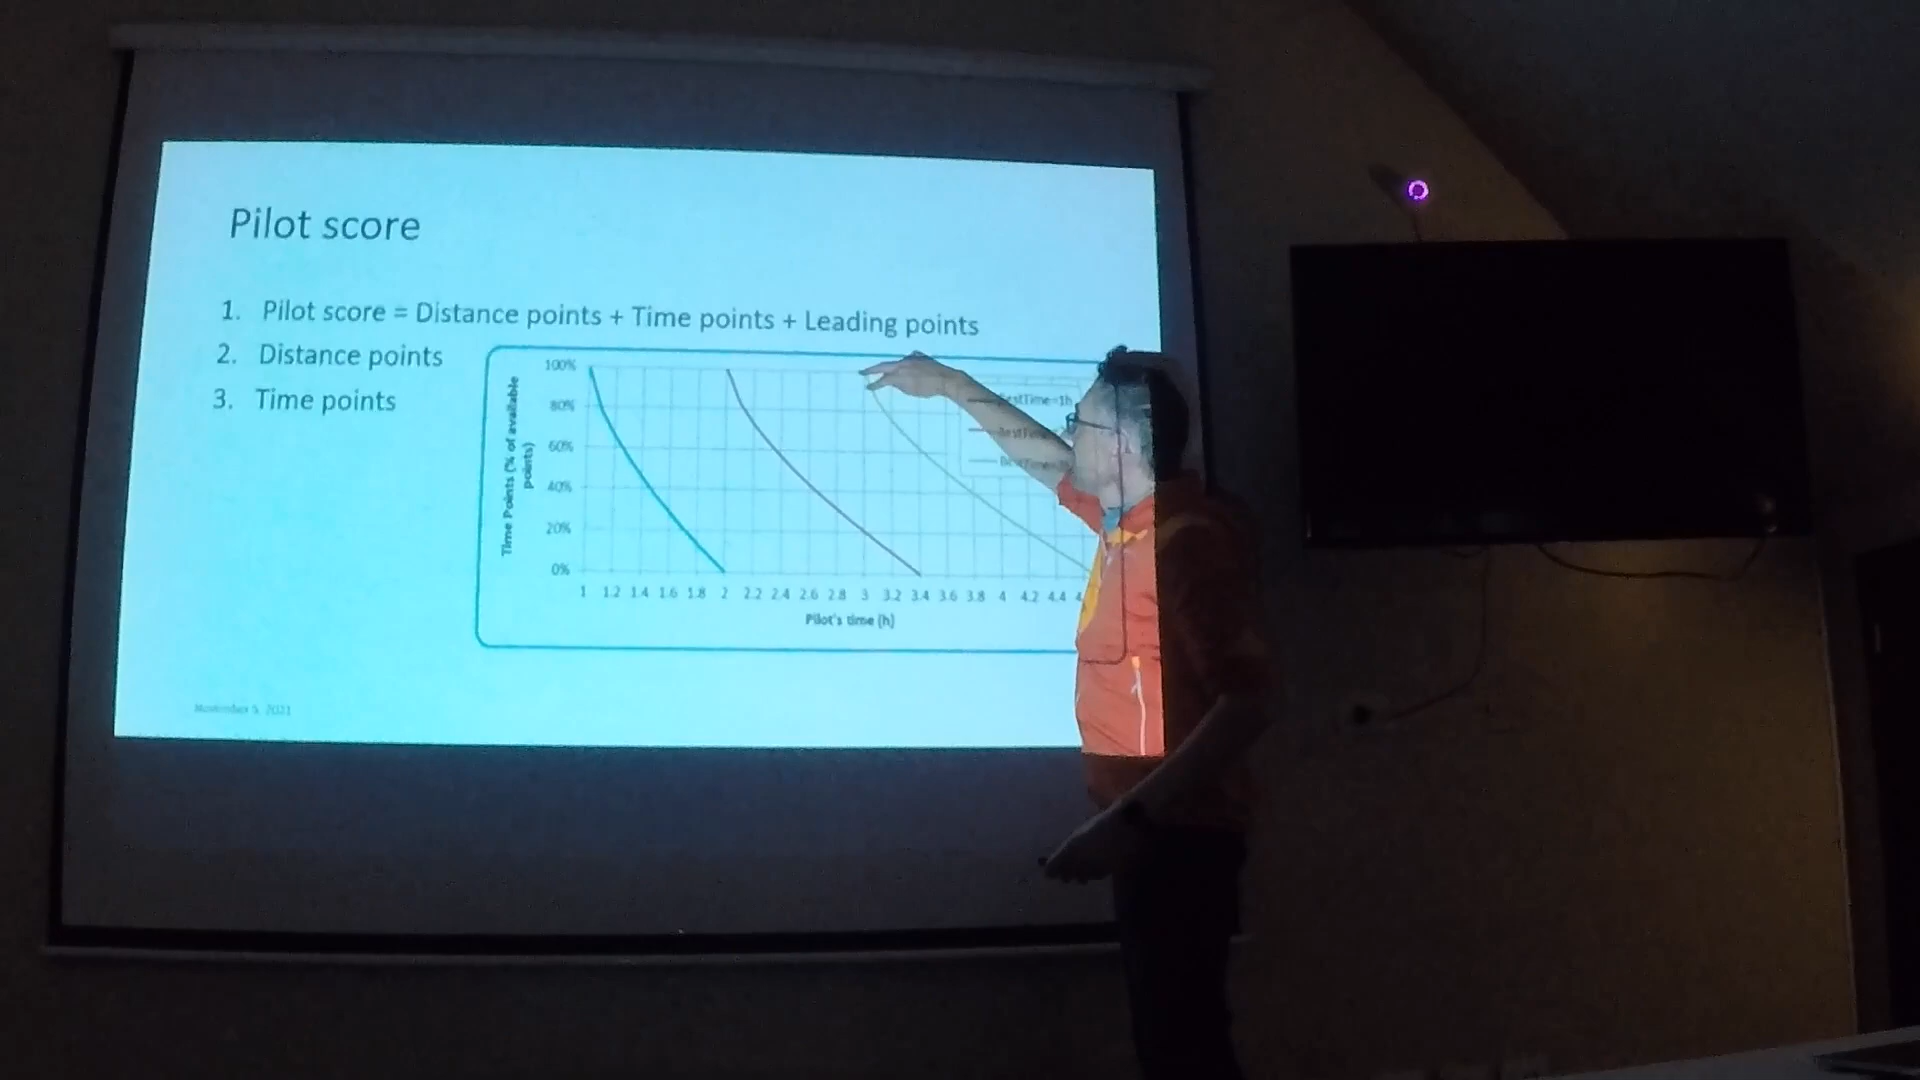 Pilot score
1. Pilot score = Distance points + Time points + Leading points
2. Distance points
3. Time points
Time Points (% of available points)
100%
80%
60%
40%
20%
0%
1 1.2 1.4 1.6 1.8 2 2.2 2.4 2.6 2.8 3 3.2 3.4 3.6 3.8 4 4.2 4.4
Pilot's time (h)
BestTime=1h
November 5, 2021